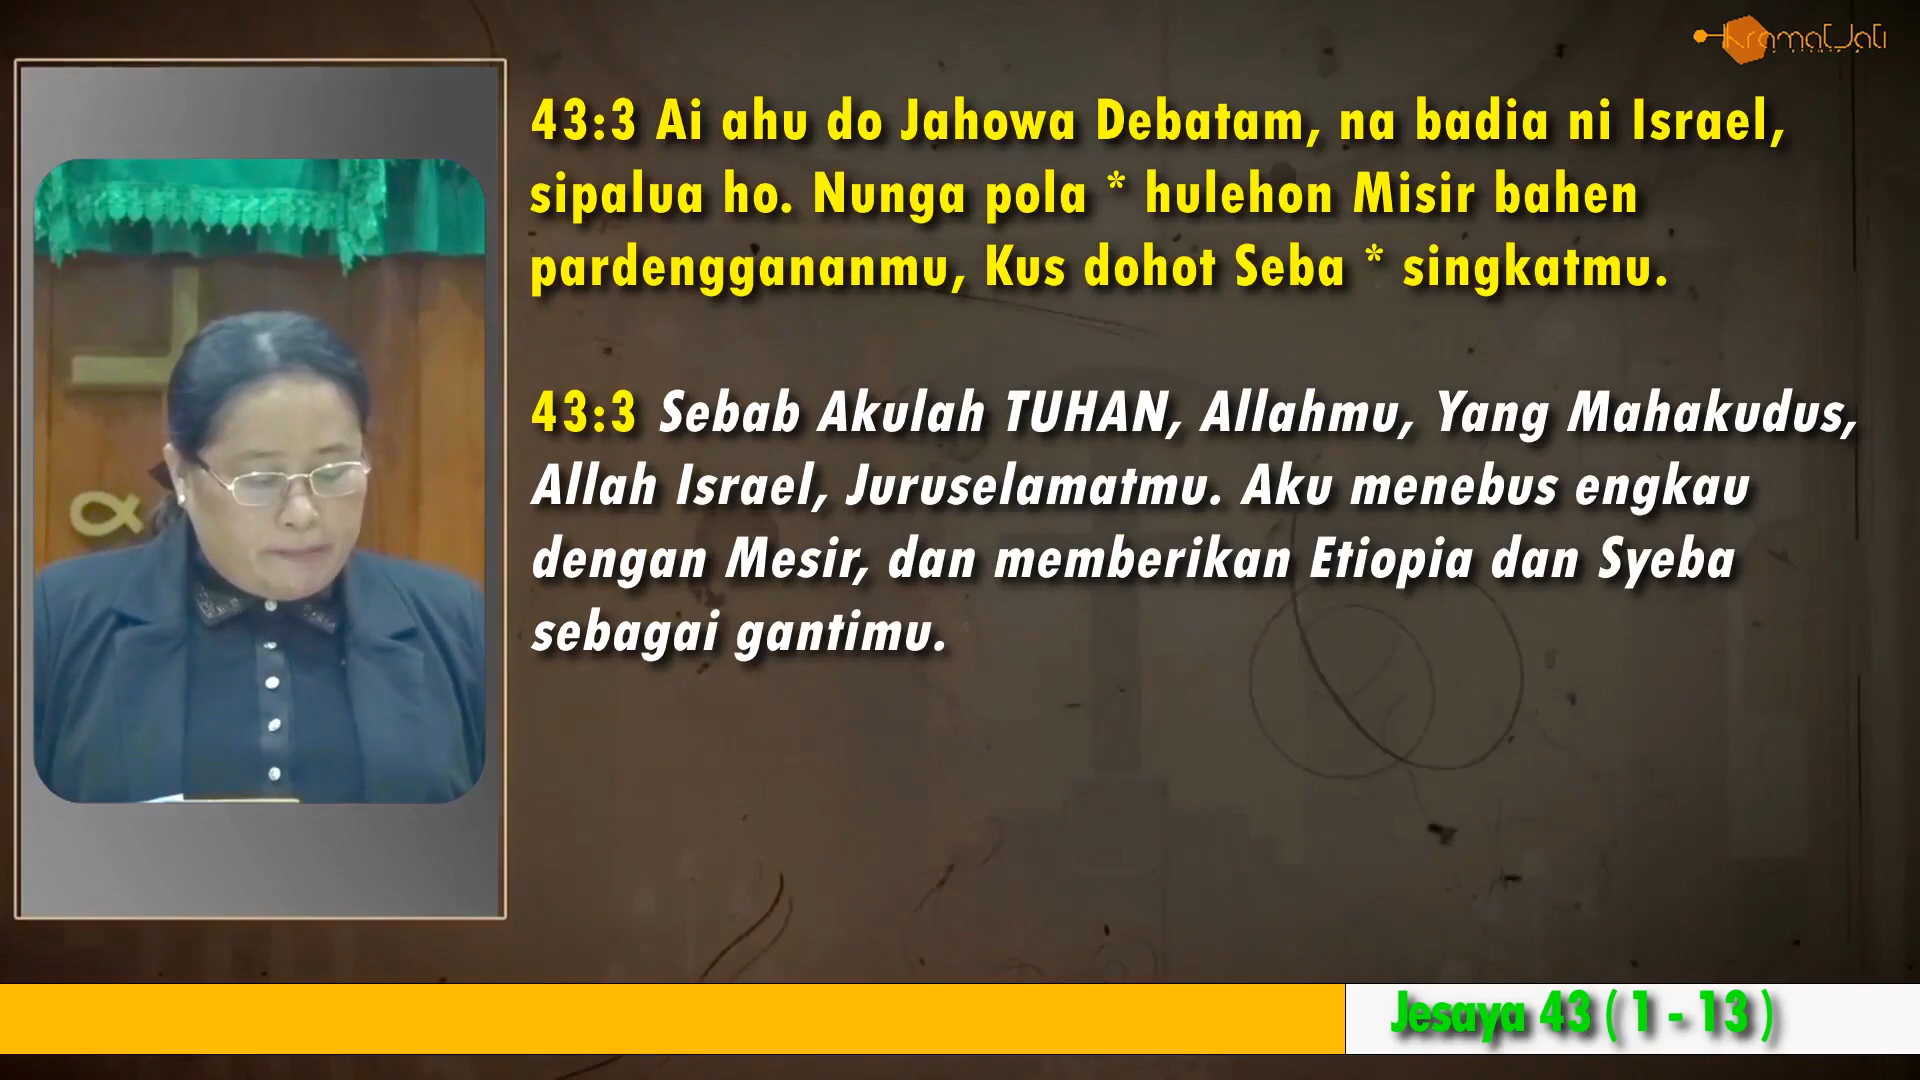 KramatJati
43:3 Ai ahu do Jahowa Debatam, na badia ni Israel,
sipalua ho. Nunga pola * hulehon Misir bahen
pardenggananmu, Kus dohot Seba * singkatmu.
43:3 Sebab Akulah TUHAN, Allahmu, Yang Mahakudus,
Allah Israel, Juruselamatmu. Aku menebus engkau
dengan Mesir, dan memberikan Etiopia dan Syeba
sebagai gantimu.
Jesaya 43 ( 1 - 13 )